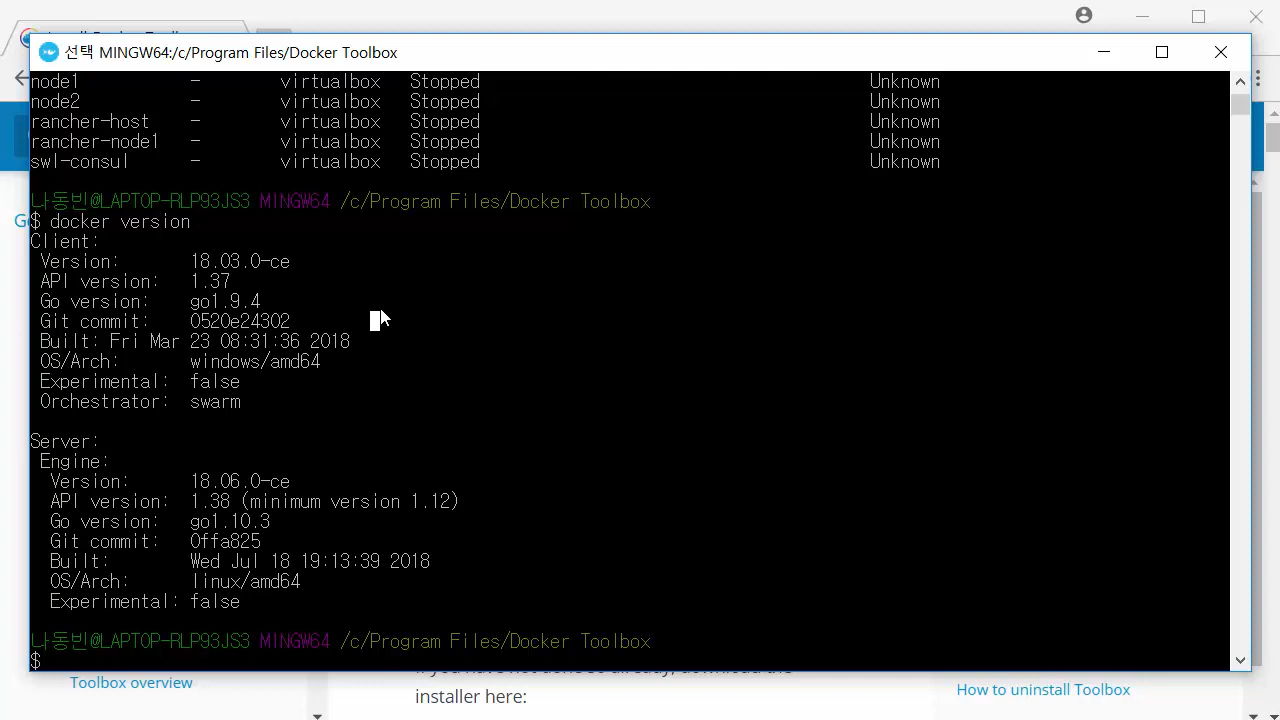 선택 MINGW64:/c/Program Files/Docker Toolbox
node1 - virtualbox Stopped Unknown
node2 - virtualbox Stopped Unknown
rancher-host - virtualbox Stopped Unknown
rancher-node1 - virtualbox Stopped Unknown
swl-consul - virtualbox Stopped Unknown
나동빈@LAPTOP-RLP93JS3 MINGW64 /c/Program Files/Docker Toolbox
$ docker version
Client:
Version: 18.03.0-ce
API version: 1.37
Go version: go1.9.4
Git commit: 0520e24302
Built: Fri Mar 23 08:31:36 2018
OS/Arch: windows/amd64
Experimental: false
Orchestrator: swarm
Server:
Engine:
Version: 18.06.0-ce
API version: 1.38 (minimum version 1.12)
Go version: go1.10.3
Git commit: 0ffa825
Built: Wed Jul 18 19:13:39 2018
OS/Arch: linux/amd64
Experimental: false
나동빈@LAPTOP-RLP93JS3 MINGW64 /c/Program Files/Docker Toolbox
$
Toolbox overview
installer here:
How to uninstall Toolbox